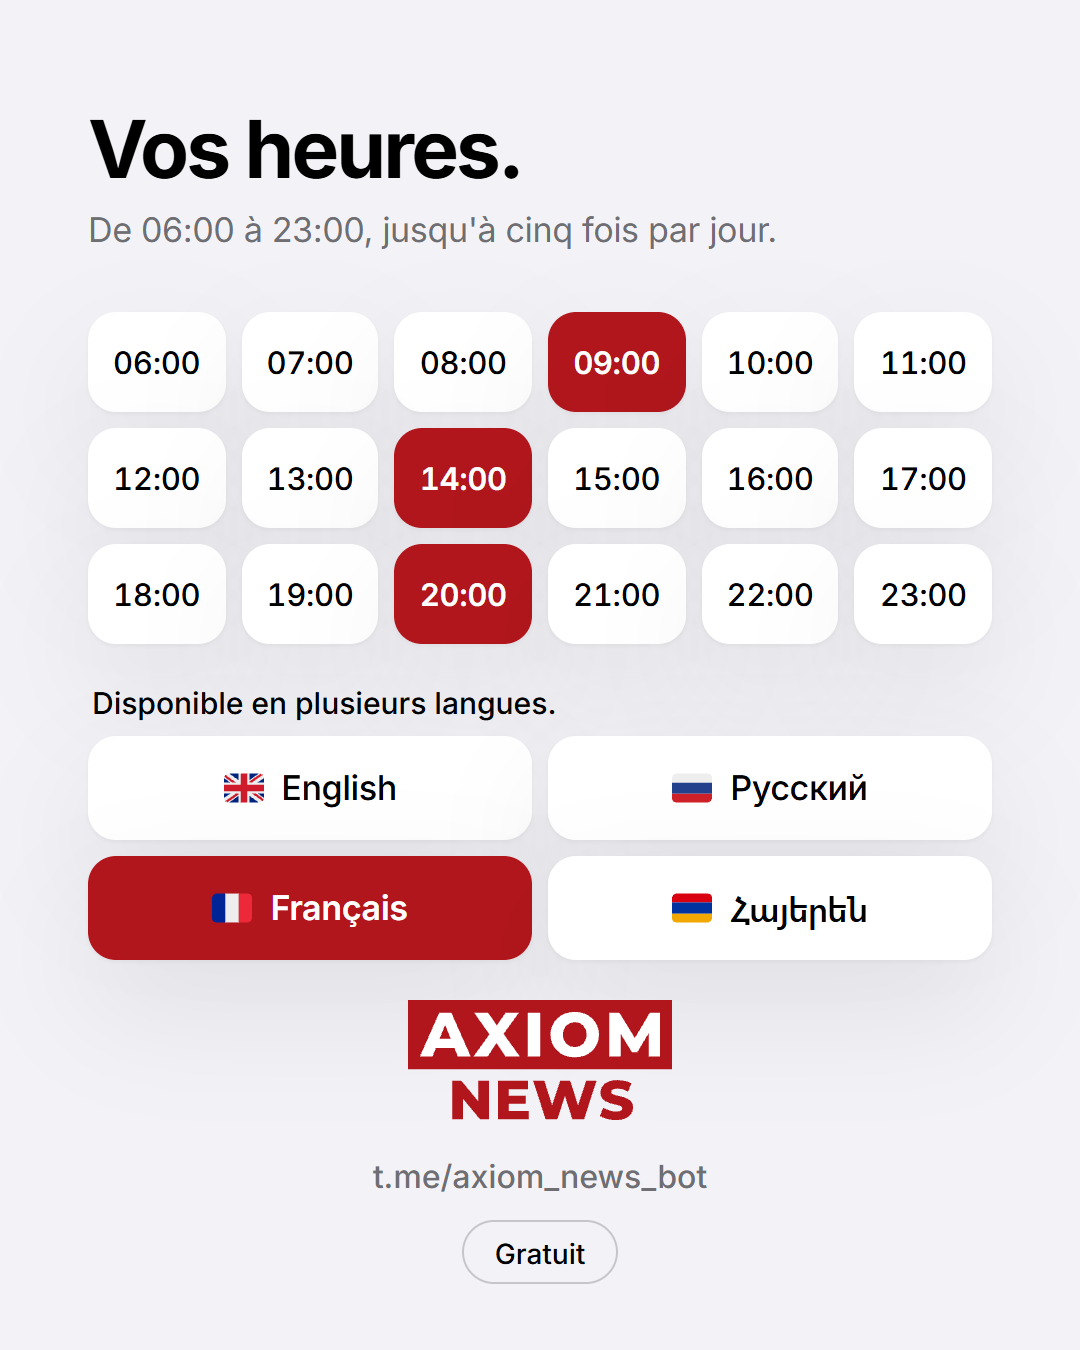 Vos heures.
De 06:00 à 23:00, jusqu'à cinq fois par jour.
06:00 07:00 08:00 09:00 10:00 11:00
12:00 13:00 14:00 15:00 16:00 17:00
18:00 19:00 20:00 21:00 22:00 23:00
Disponible en plusieurs langues.
English Русский
Français Հայերեն
AXIOM
NEWS
t.me/axiom_news_bot
Gratuit